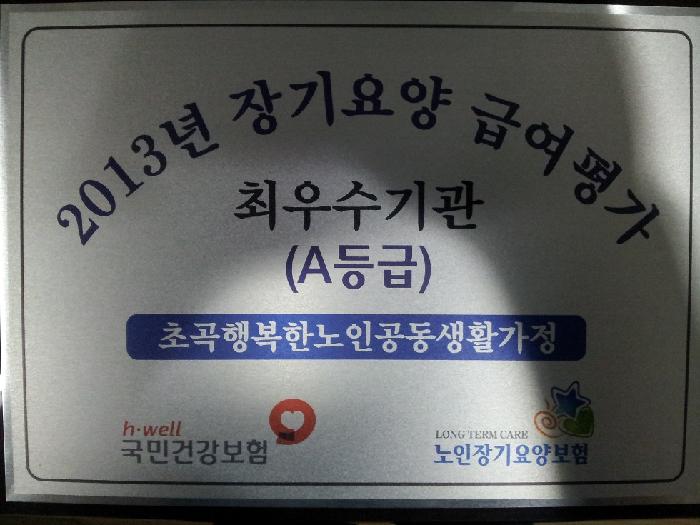 2013년 장기요양 급여평가
최우수기관
(A등급)
초곡행복한노인공동생활가정
h·well
국민건강보험
LONG TERM CARE
노인장기요양보험